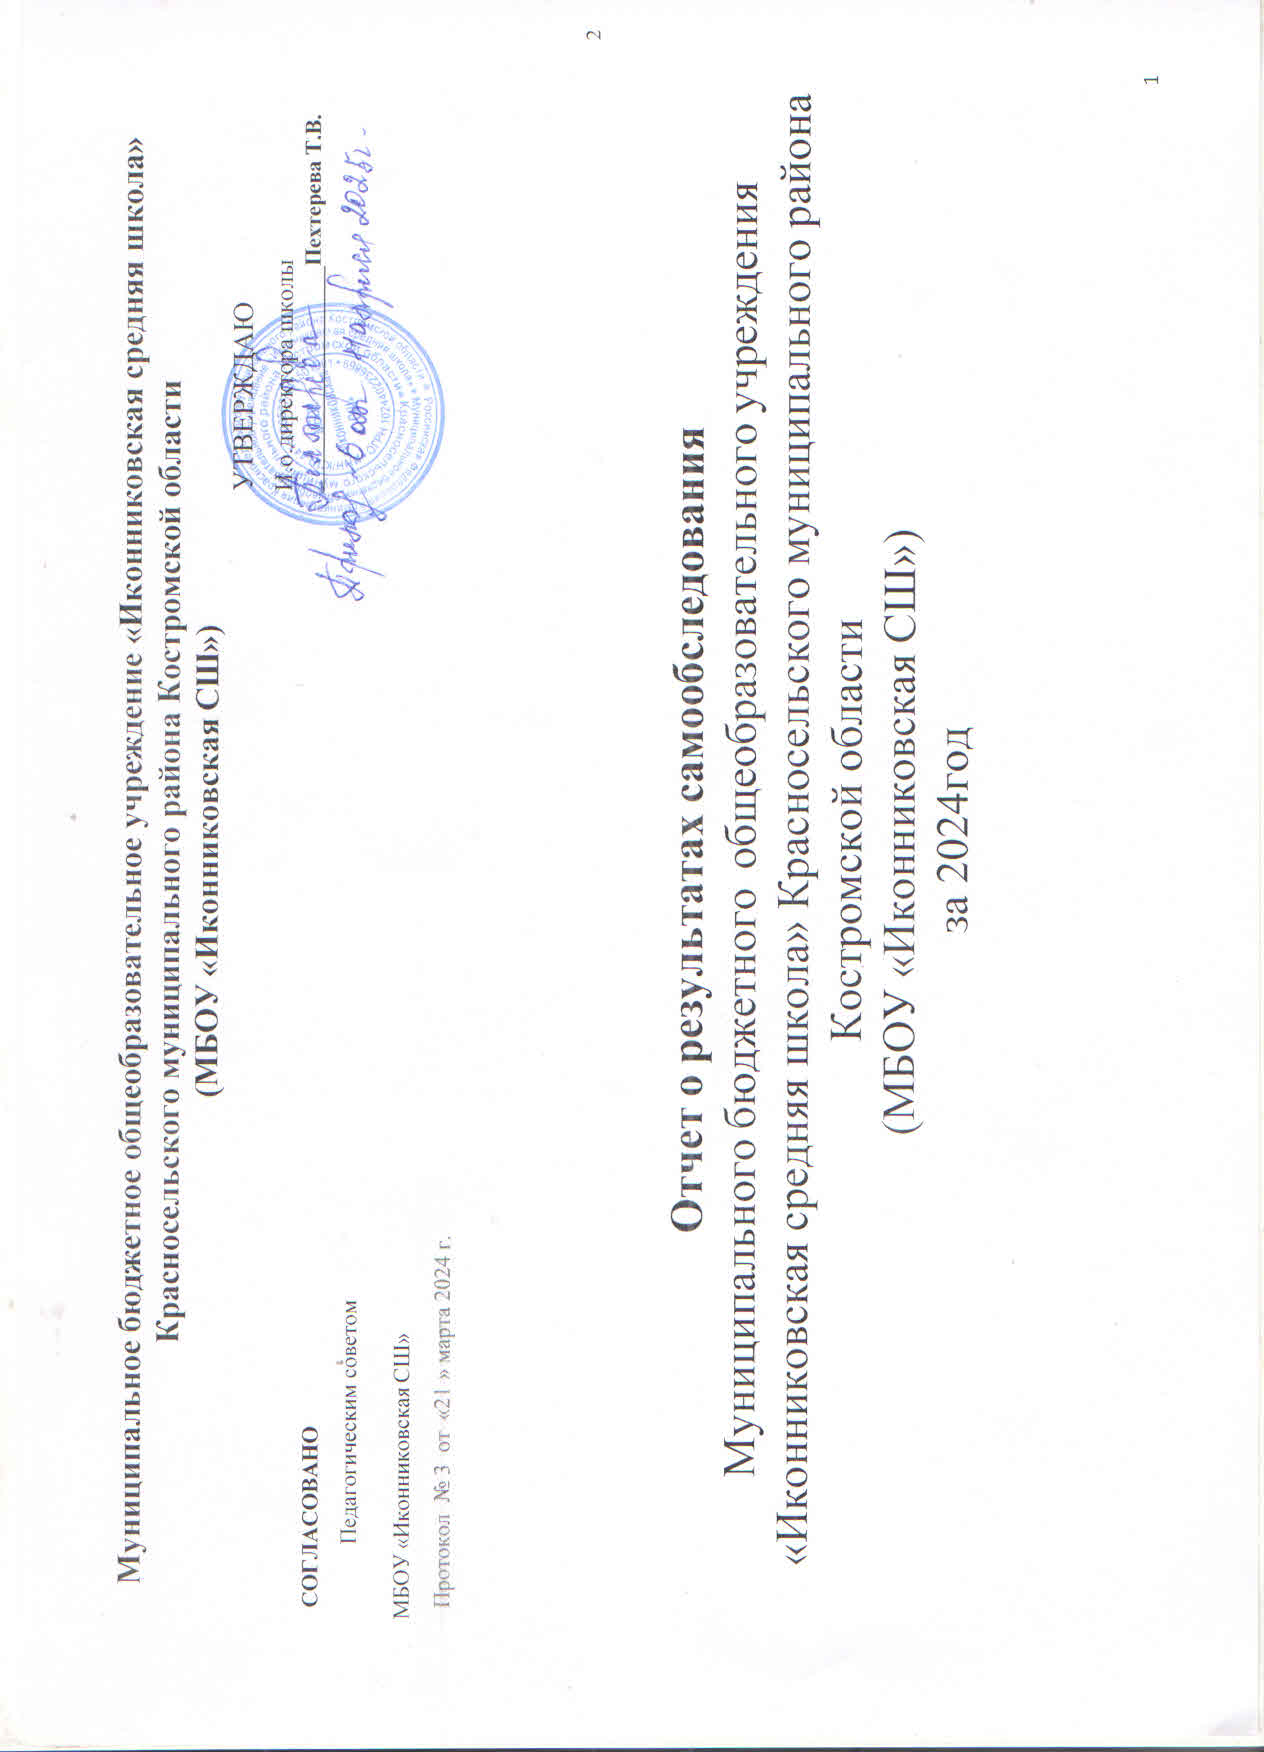 2
Муниципальное бюджетное общеобразовательное учреждение «Иконниковская средняя школа»
Красносельского муниципального района Костромской области
(МБОУ «Иконниковская СШ»)
УТВЕРЖДАЮ
И.о.директора школы
Пехтерева Т.В.
2025г.
СОГЛАСОВАНО
Педагогическим советом
МБОУ «Иконниковская СШ»
Протокол № 3 от «21 » марта 2024 г.
Отчет о результатах самообследования
Муниципального бюджетного общеобразовательного учреждения
«Иконниковская средняя школа» Красносельского муниципального района
Костромской области
(МБОУ «Иконниковская СШ»)
за 2024год
1